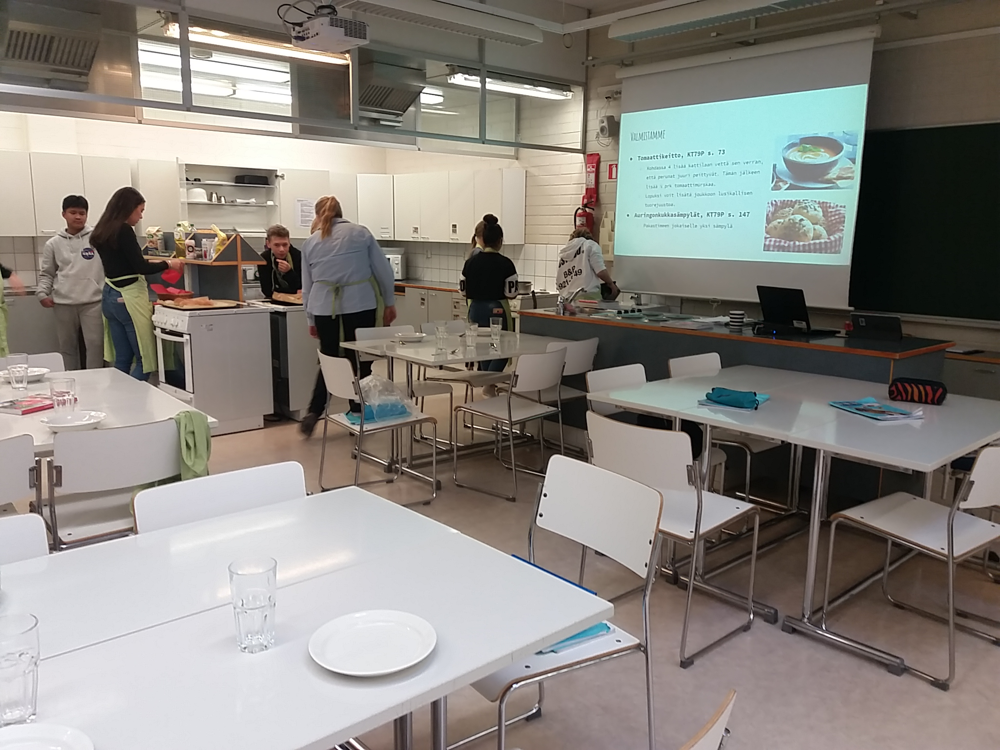 VALMISTAMME
• Tomaattikeitto, KT79P s. 73
Kohdassa 4 lisää kattilaan vettä sen verran,
että perunat juuri peittyvät. Tämän jälkeen
lisää ½ prk tomaattimurskaa.
Lopuksi voit lisätä joukkoon lusikallisen
tuorejuustoa.
• Auringonkukkasämpylät, KT79P s. 147
Pakastimeen jokaiselle yksi sämpylä
NASA
B&P